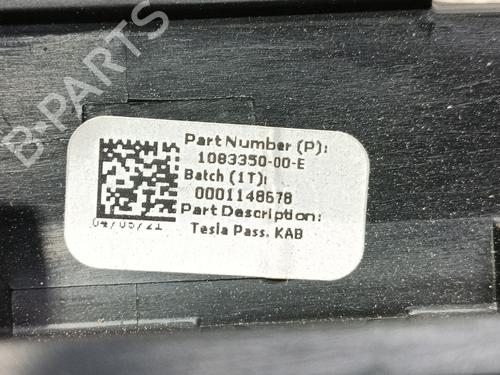 B-PARTS
Part Number (P):
1083350-00-E
Batch (1T):
0001148678
Part Description:
Tesla Pass. KAB